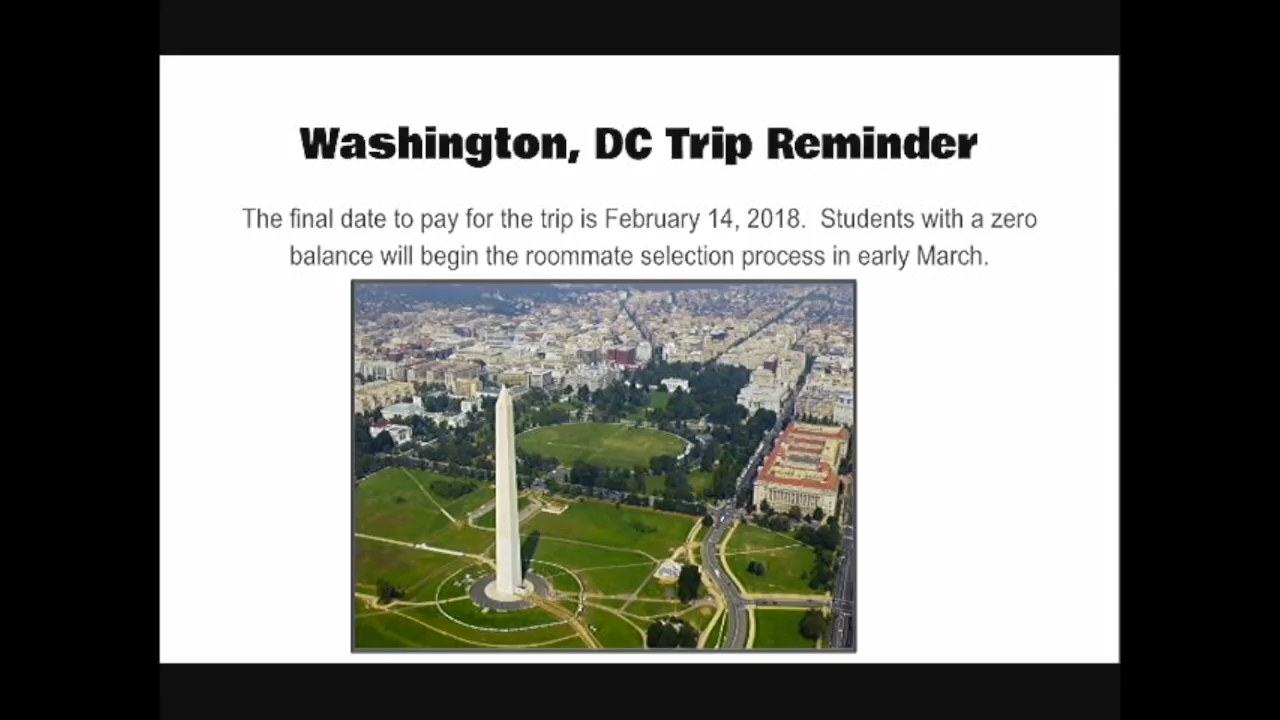 Washington, DC Trip Reminder
The final date to pay for the trip is February 14, 2018.  Students with a zero
balance will begin the roommate selection process in early March.